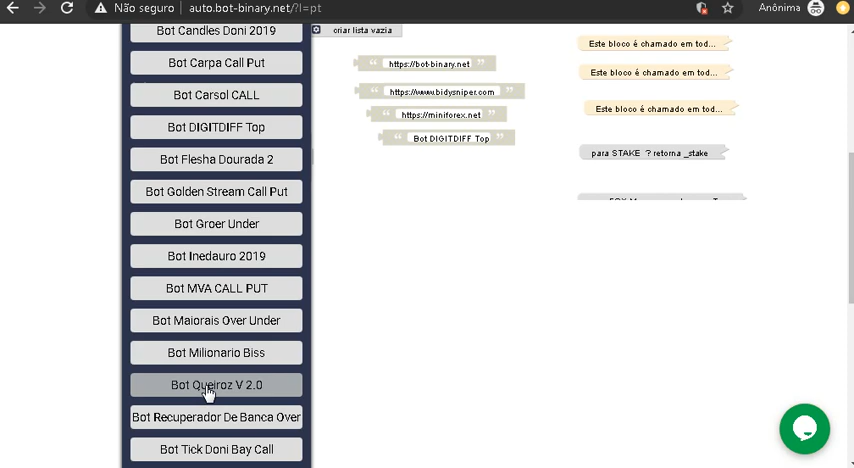 Não seguro
auto.bot-binary.net/?l=pt
Anônima
Bot Candles Doni 2019
Bot Carpa Call Put
Bot Carsol CALL
Bot DIGITDIFF Top
Bot Flesha Dourada 2
Bot Golden Stream Call Put
Bot Groer Under
Bot Inedauro 2019
Bot MVA CALL PUT
Bot Maiorais Over Under
Bot Milionario Biss
Bot Queiroz V 2.0
Bot Recuperador De Banca Over
Bot Tick Doni Bay Call
criar lista vazia
“ https://bot-binary.net ”
“ https://www.bidysniper.com ”
“ https://miniforex.net ”
“ Bot DIGITDIFF Top ”
Este bloco é chamado em tod...
Este bloco é chamado em tod...
Este bloco é chamado em tod...
para STAKE ? retorna _stake